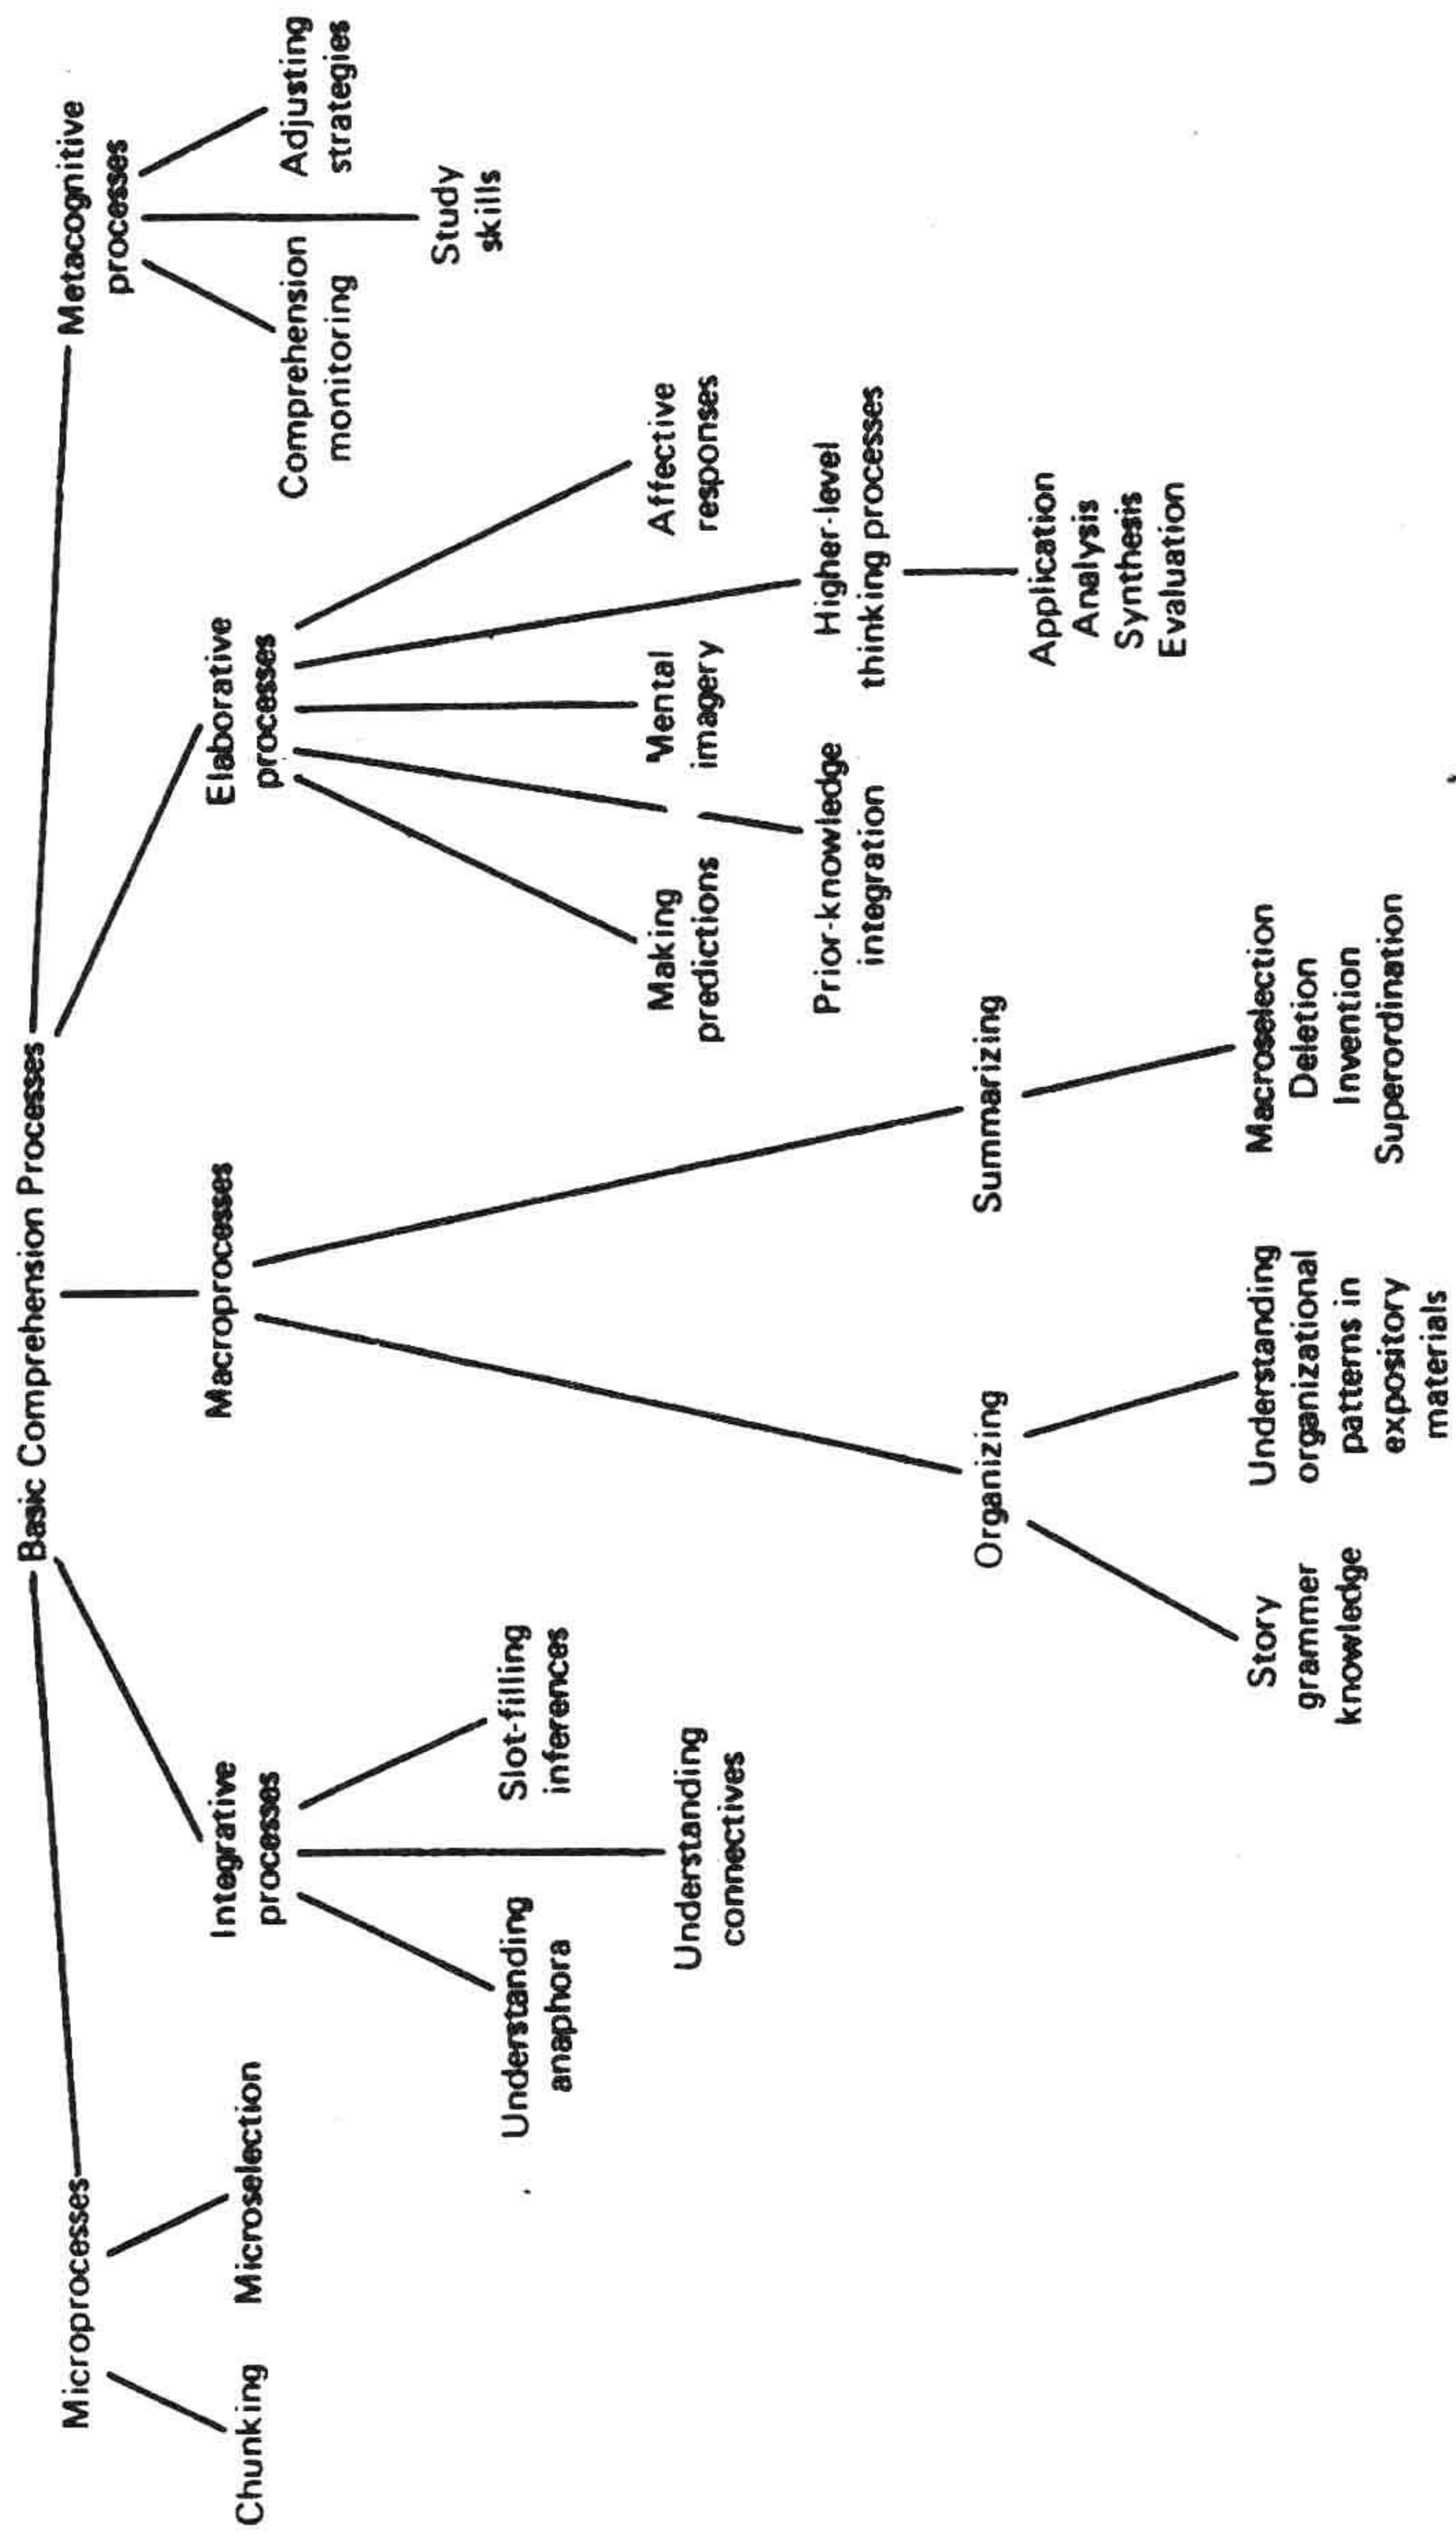 Basic Comprehension Processes
Microprocesses
Chunking
Microselection
Integrative
processes
Understanding
anaphora
Slot-filling
inferences
Understanding
connectives
Macroprocesses
Organizing
Story
grammer
knowledge
Understanding
organizational
patterns in
expository
materials
Summarizing
Macroselection
Deletion
Invention
Superordination
Elaborative
processes
Making
predictions
Prior-knowledge
integration
Mental
imagery
Higher-level
thinking processes
Application
Analysis
Synthesis
Evaluation
Affective
responses
Metacognitive
processes
Comprehension
monitoring
Study
skills
Adjusting
strategies